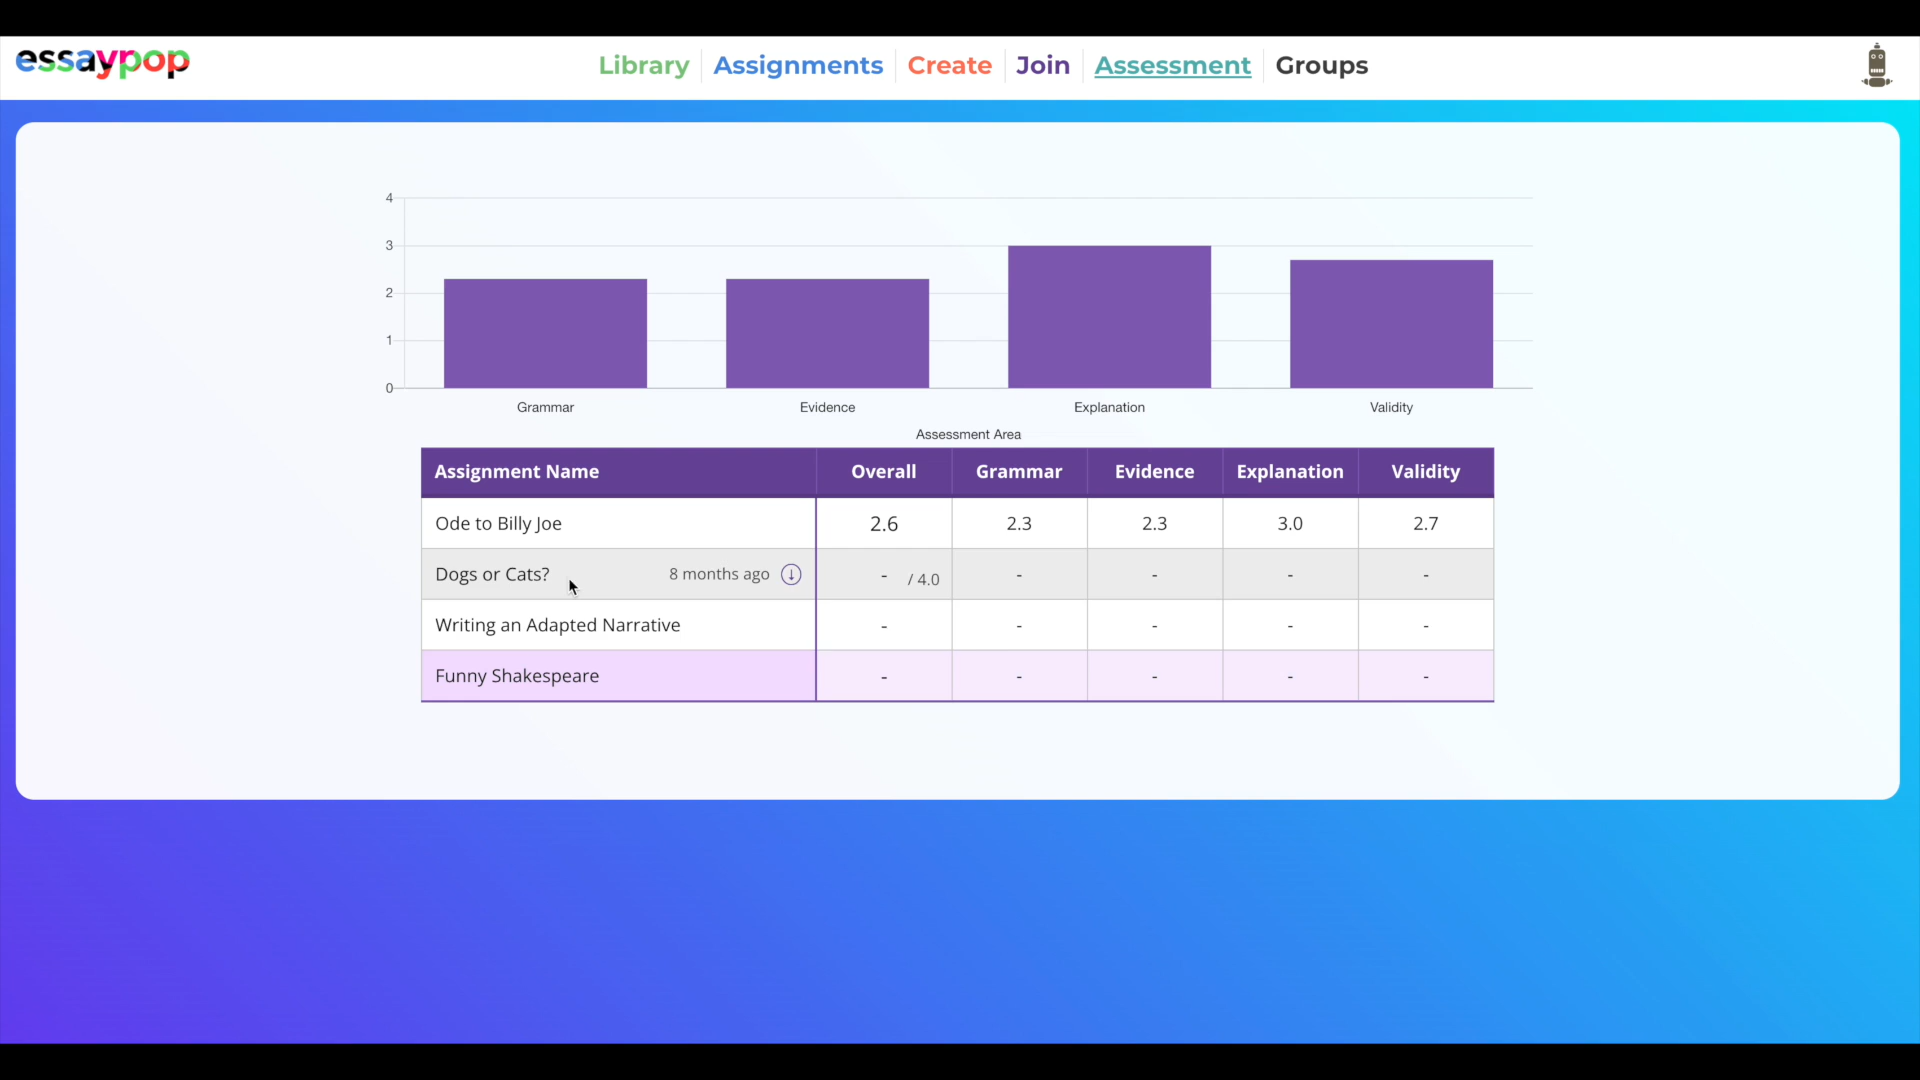 essaypop
Library Assignments Create Join Assessment Groups
4
3
2
1
0
Grammar Evidence Explanation Validity
Assessment Area
Assignment Name Overall Grammar Evidence Explanation Validity
Ode to Billy Joe 2.6 2.3 2.3 3.0 2.7
Dogs or Cats? 8 months ago - / 4.0 - - - -
Writing an Adapted Narrative - - - - -
Funny Shakespeare - - - - -